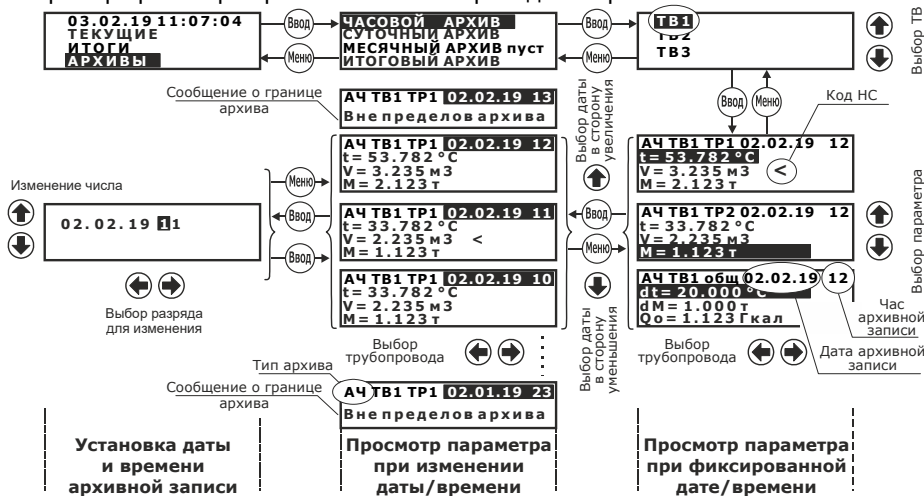 03.02.19 11:07:04
ТЕКУЩИЕ
ИТОГИ
АРХИВЫ
Ввод
Меню
ЧАСОВОЙ АРХИВ
СУТОЧНЫЙ АРХИВ
МЕСЯЧНЫЙ АРХИВ пуст
ИТОГОВЫЙ АРХИВ
Ввод
Меню
ТВ1
ТВ2
ТВ3
Выбор ТВ
Сообщение о границе
архива
АЧ ТВ1 ТР1 02.02.19 13
Вне пределов архива
Выбор даты
в сторону
увеличения
Ввод
Меню
Код НС
АЧ ТВ1 ТР1 02.02.19 12
t= 53.782 °C
V= 3.235 м3
M= 2.123 т
АЧ ТВ1 ТР1 02.02.19 12
t= 53.782 °C
V= 3.235 м3 <
M= 2.123 т
Изменение числа
02.02.19 11
Меню
Ввод
Ввод
АЧ ТВ1 ТР1 02.02.19 11
t= 33.782 °C
V= 2.235 м3 <
M= 1.123 т
Ввод
Меню
АЧ ТВ1 ТР2 02.02.19 12
t= 33.782 °C
V= 2.235 м3
M= 1.123 т
Выбор параметра
Выбор разряда
для изменения
АЧ ТВ1 ТР1 02.02.19 10
t= 33.782 °C
V= 2.235 м3
M= 1.123 т
АЧ ТВ1 общ 02.02.19 12
dt= 20.000 °C
dM= 1.000 т
Qо= 1.123 Гкал
Час
архивной
записи
Выбор
трубопровода
Выбор даты
в сторону
уменьшения
Выбор
трубопровода
Дата архивной
записи
Тип архива
Сообщение о границе
архива
АЧ ТВ1 ТР1 02.01.19 23
Вне пределов архива
Установка даты
и времени
архивной записи
Просмотр параметра
при изменении
даты/времени
Просмотр параметра
при фиксированной
дате/времени